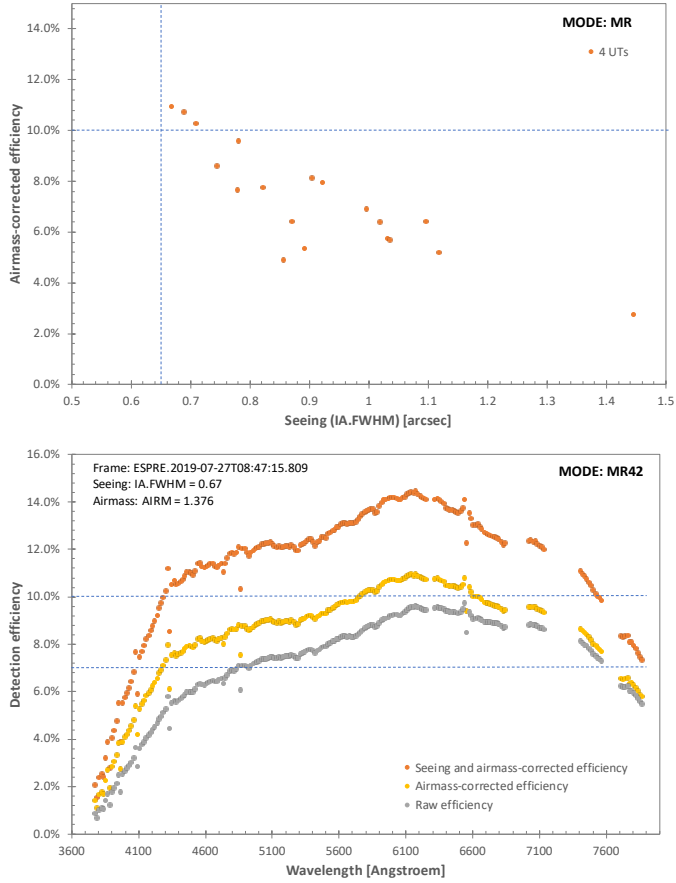 MODE: MR
4 UTs
Airmass-corrected efficiency
14.0%
12.0%
10.0%
8.0%
6.0%
4.0%
2.0%
0.0%
0.5 0.6 0.7 0.8 0.9 1 1.1 1.2 1.3 1.4 1.5
Seeing (IA.FWHM) [arcsec]
16.0%
Frame: ESPRE.2019-07-27T08:47:15.809
Seeing: IA.FWHM = 0.67
Airmass: AIRM = 1.376
MODE: MR42
Detection efficiency
14.0%
12.0%
10.0%
8.0%
6.0%
4.0%
2.0%
0.0%
Seeing and airmass-corrected efficiency
Airmass-corrected efficiency
Raw efficiency
3600 4100 4600 5100 5600 6100 6600 7100 7600
Wavelength [Angstroem]